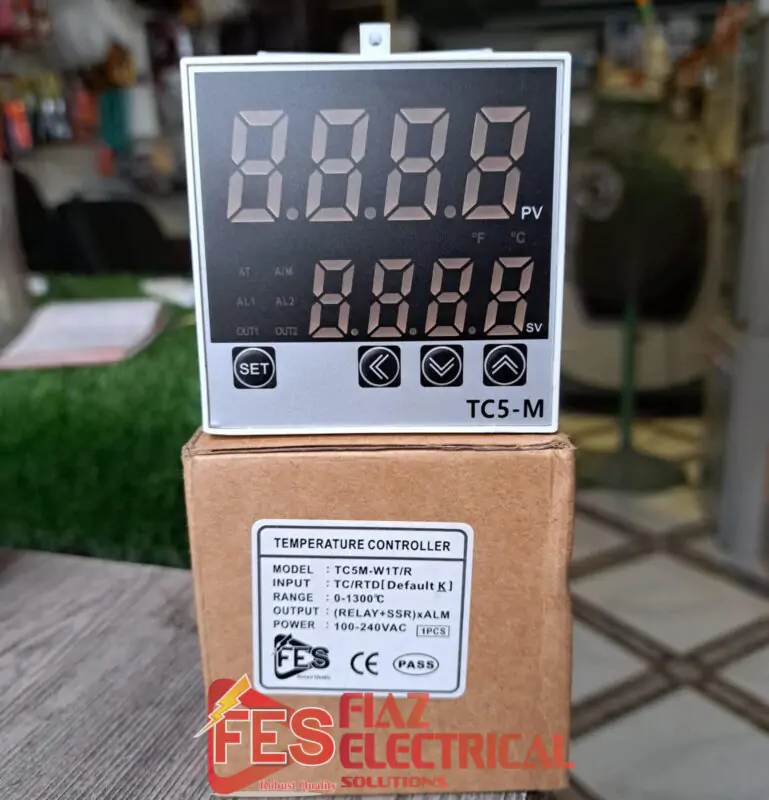 8.8.8.8
PV
°F °C
AT A/M
AL1 AL2
OUT1 OUT2
8.8.8.8
SV
SET
TC5-M
TEMPERATURE CONTROLLER
MODEL : TC5M-W1T/R
INPUT : TC/RTD[Default K]
RANGE : 0-1300℃
OUTPUT : (RELAY+SSR)xALM
POWER : 100-240VAC 1PCS
FES
Robust Quality
CE PASS
FES FIAZ
ELECTRICAL
Robust Quality SOLUTIONS